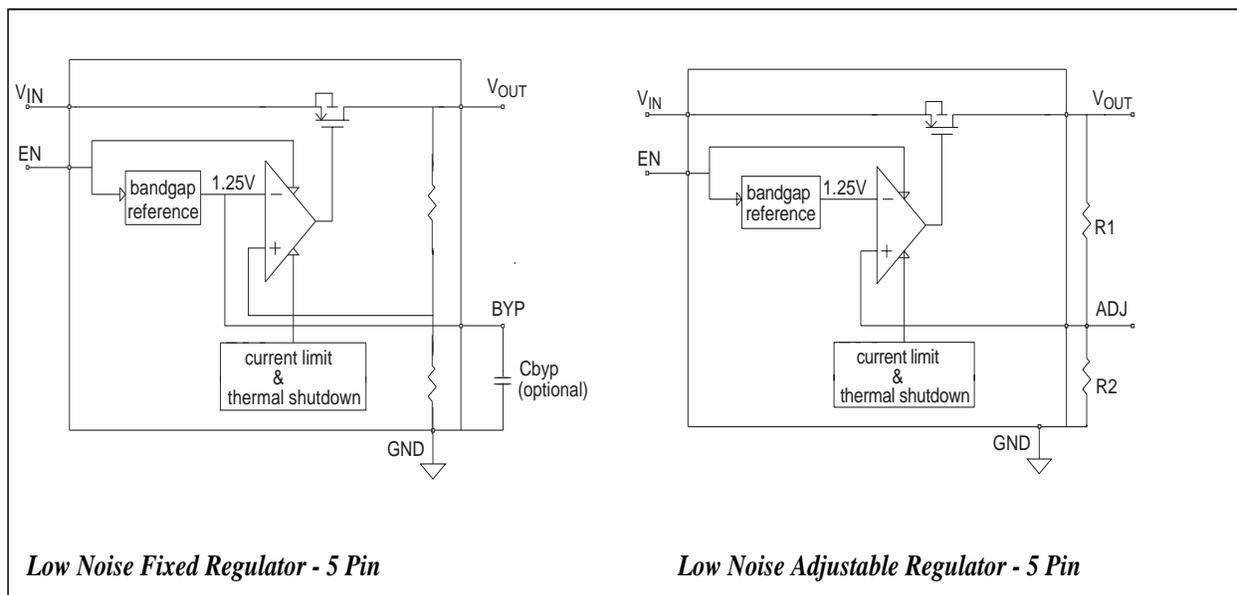 VIN
VOUT
EN
bandgap
reference
1.25V
−
+
BYP
current limit
&
thermal shutdown
Cbyp
(optional)
GND
Low Noise Fixed Regulator - 5 Pin
VIN
VOUT
EN
bandgap
reference
1.25V
−
+
R1
ADJ
current limit
&
thermal shutdown
R2
GND
Low Noise Adjustable Regulator - 5 Pin